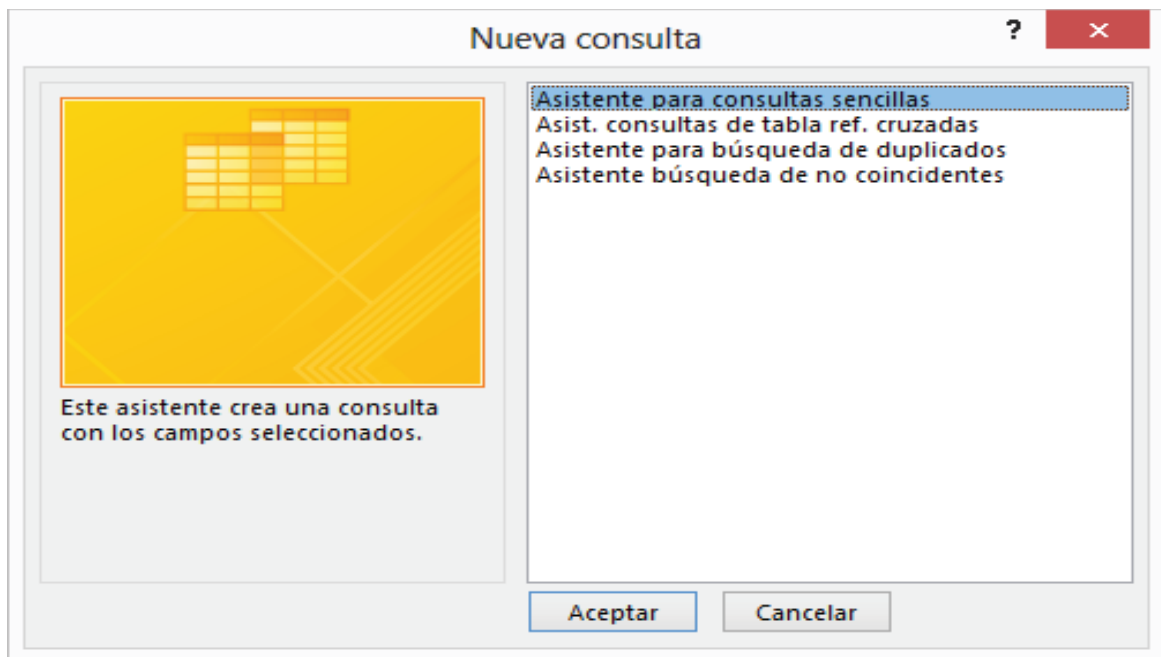 Nueva consulta
?
Asistente para consultas sencillas
Asist. consultas de tabla ref. cruzadas
Asistente para búsqueda de duplicados
Asistente búsqueda de no coincidentes
Este asistente crea una consulta
con los campos seleccionados.
Aceptar
Cancelar